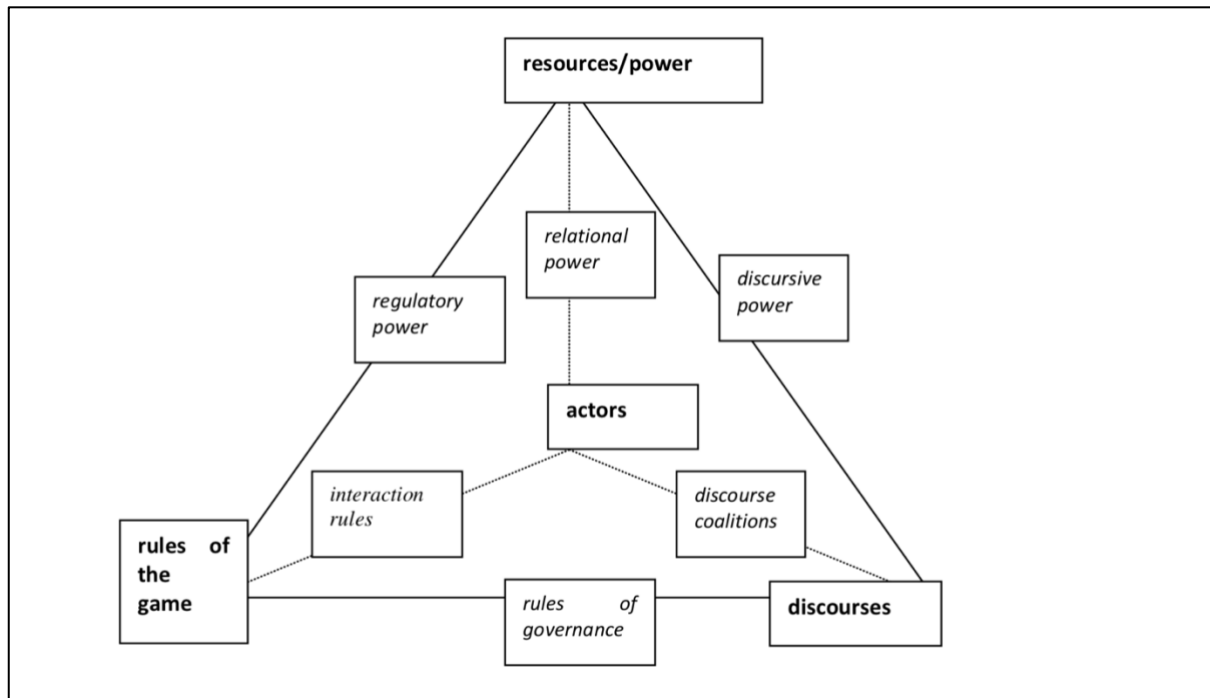 resources/power
relational
power
discursive
power
regulatory
power
actors
interaction
rules
discourse
coalitions
rules of
the
game
rules of
governance
discourses